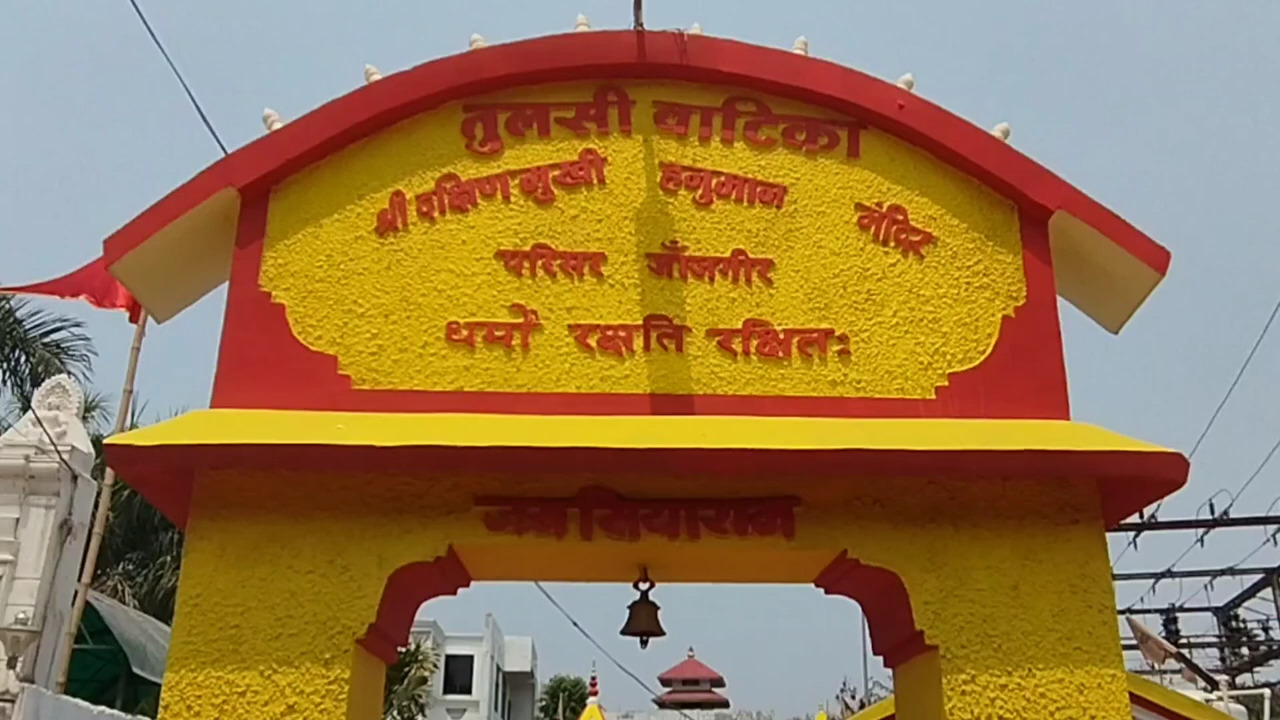 तुलसी वाटिका
श्री दक्षिण मुखी हनुमान मंदिर
परिसर जाँजगीर
धर्मो रक्षति रक्षितः
जय सियाराम